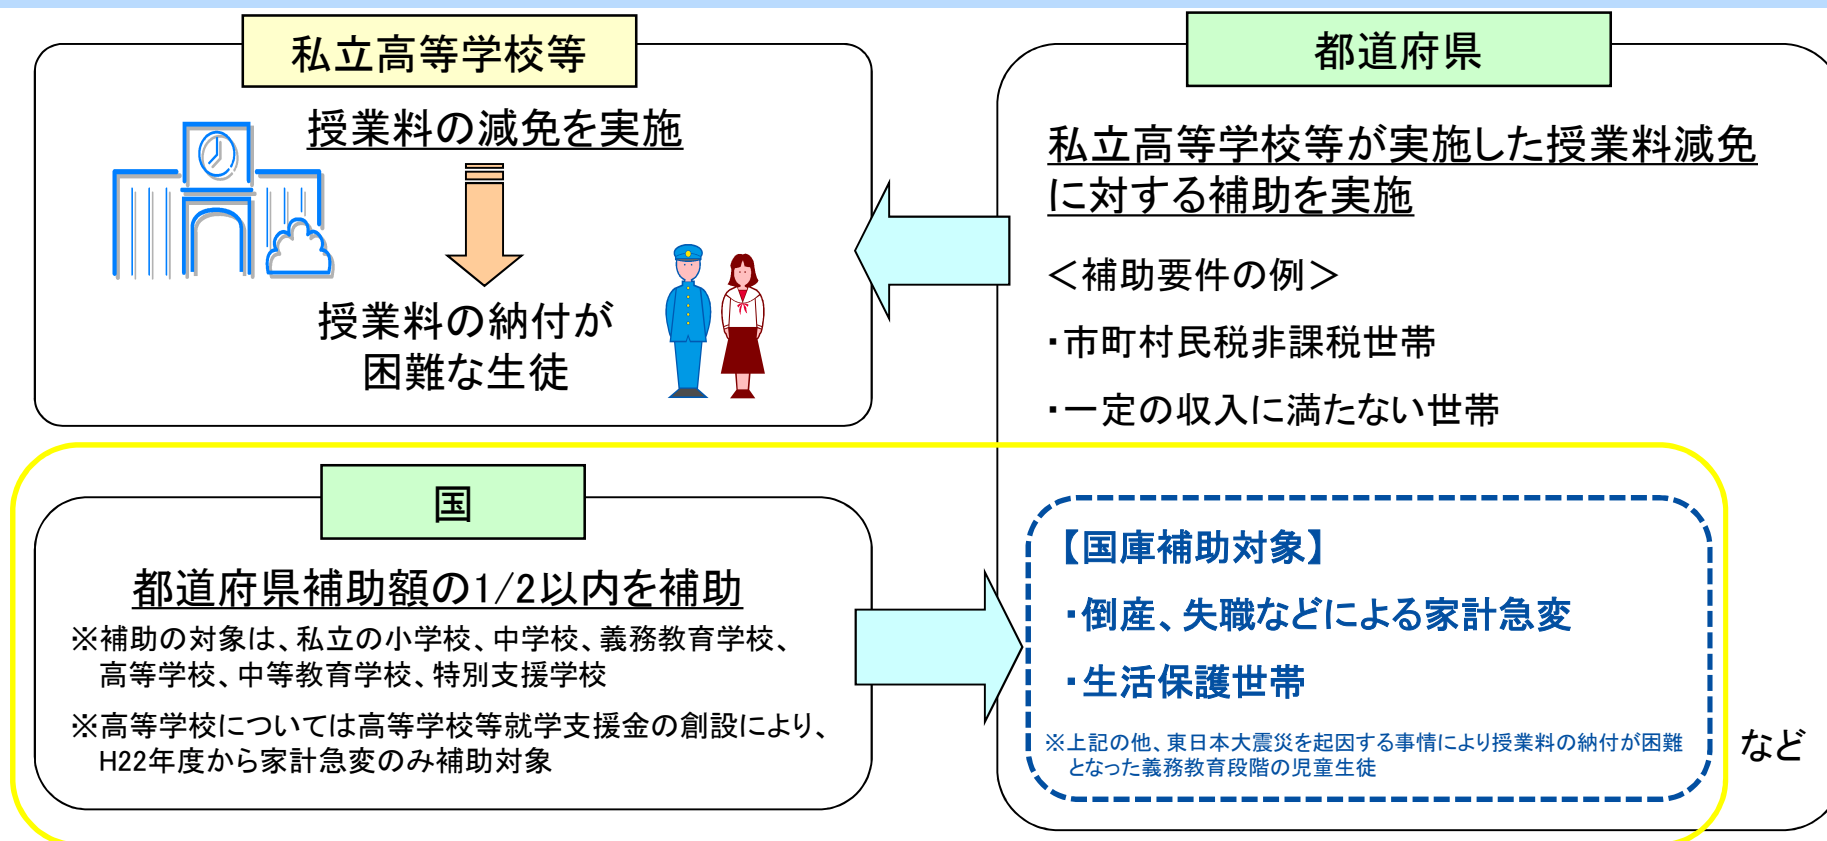 私立高等学校等
授業料の減免を実施
授業料の納付が
困難な生徒
都道府県
私立高等学校等が実施した授業料減免
に対する補助を実施
＜補助要件の例＞
・市町村民税非課税世帯
・一定の収入に満たない世帯
国
都道府県補助額の1/2以内を補助
※補助の対象は、私立の小学校、中学校、義務教育学校、
高等学校、中等教育学校、特別支援学校
※高等学校については高等学校等就学支援金の創設により、
H22年度から家計急変のみ補助対象
【国庫補助対象】
・倒産、失職などによる家計急変
・生活保護世帯
※上記の他、東日本大震災を起因する事情により授業料の納付が困難
となった義務教育段階の児童生徒
など